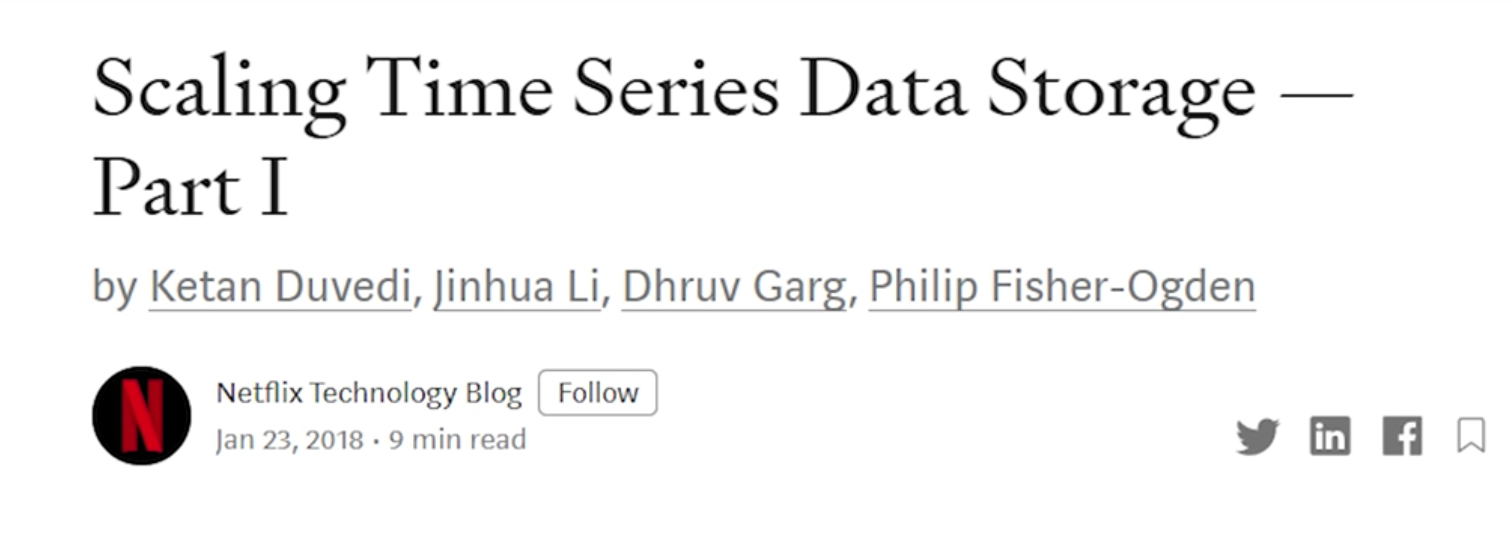 Scaling Time Series Data Storage —
Part I
by Ketan Duvedi, Jinhua Li, Dhruv Garg, Philip Fisher-Ogden
N
Netflix Technology Blog Follow
Jan 23, 2018 · 9 min read
in f